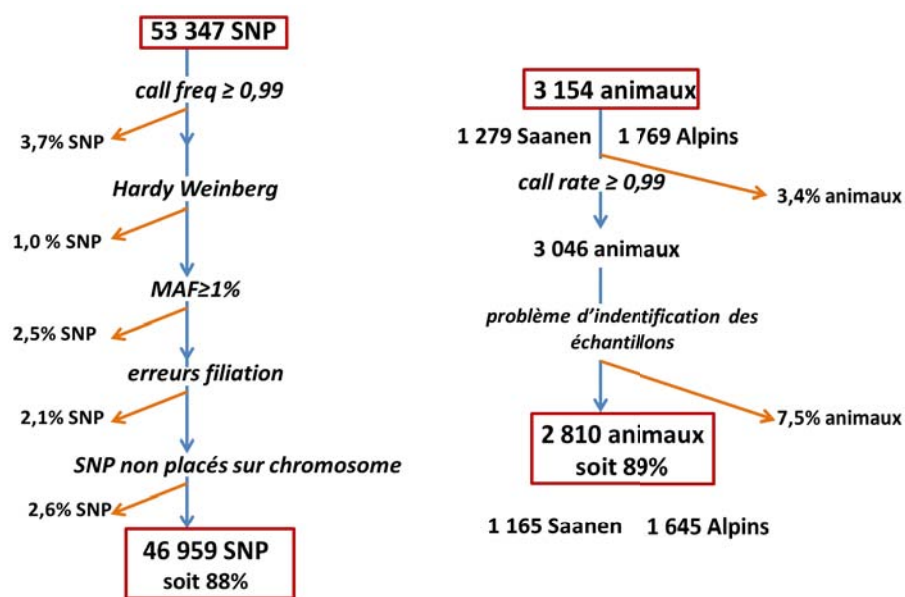 53 347 SNP
call freq ≥ 0,99
3,7% SNP
Hardy Weinberg
1,0 % SNP
MAF≥1%
2,5% SNP
erreurs filiation
2,1% SNP
SNP non placés sur chromosome
2,6% SNP
46 959 SNP
soit 88%
3 154 animaux
1 279 Saanen
1 769 Alpins
call rate ≥ 0,99
3,4% animaux
3 046 animaux
problème d'indentification des
échantillons
7,5% animaux
2 810 animaux
soit 89%
1 165 Saanen
1 645 Alpins